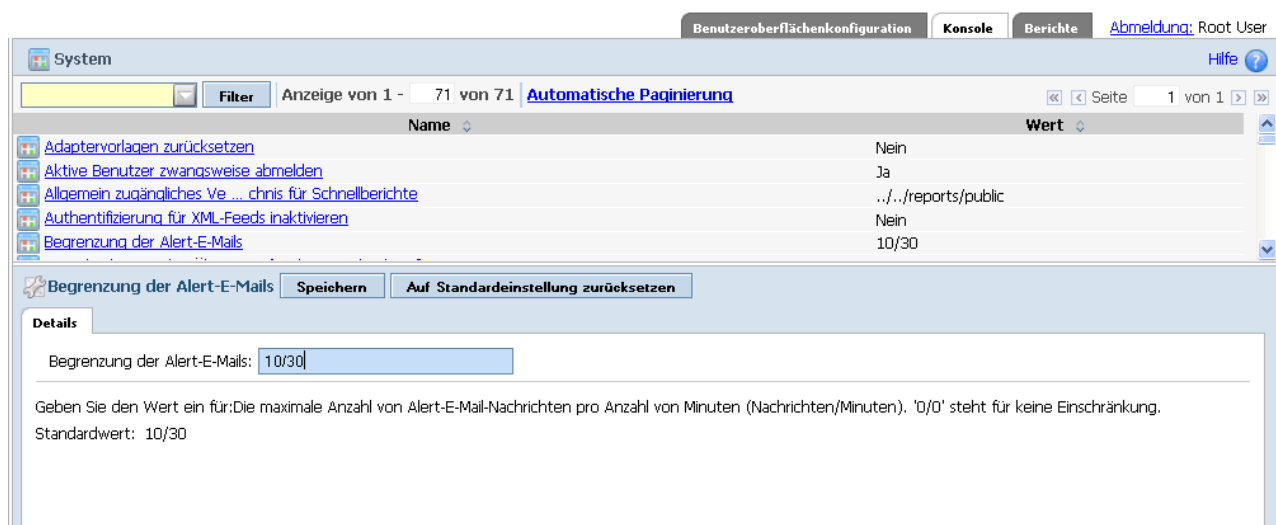 Benutzeroberflächenkonfiguration Konsole Berichte Abmeldung: Root User
System Hilfe ?
Filter Anzeige von 1 - 71 von 71 Automatische Paginierung Seite 1 von 1
Name Wert
Adaptervorlagen zurücksetzen Nein
Aktive Benutzer zwangsweise abmelden Ja
Allgemein zugängliches Ve ... chnis für Schnellberichte ../../reports/public
Authentifizierung für XML-Feeds inaktivieren Nein
Begrenzung der Alert-E-Mails 10/30
Begrenzung der Alert-E-Mails Speichern Auf Standardeinstellung zurücksetzen
Details
Begrenzung der Alert-E-Mails: 10/30
Geben Sie den Wert ein für:Die maximale Anzahl von Alert-E-Mail-Nachrichten pro Anzahl von Minuten (Nachrichten/Minuten). '0/0' steht für keine Einschränkung.
Standardwert: 10/30